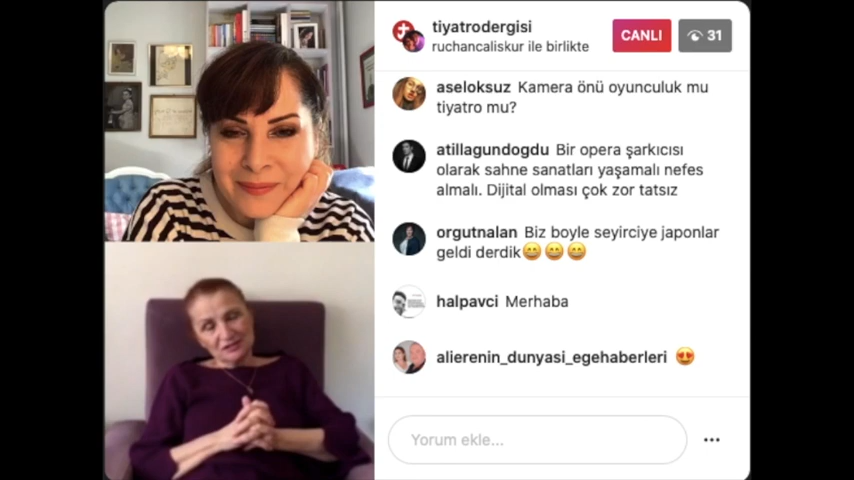 tiyatrodergisi
ruchancaliskur ile birlikte
CANLI
31
aseloksuz Kamera önü oyunculuk mu
tiyatro mu?
atillagundogdu Bir opera şarkıcısı
olarak sahne sanatları yaşamalı nefes
almalı. Dijital olması çok zor tatsız
orgutnalan Biz boyle seyirciye japonlar
geldi derdik😄😄😄
halpavci Merhaba
alierenin_dunyasi_egehaberleri 😍
Yorum ekle...